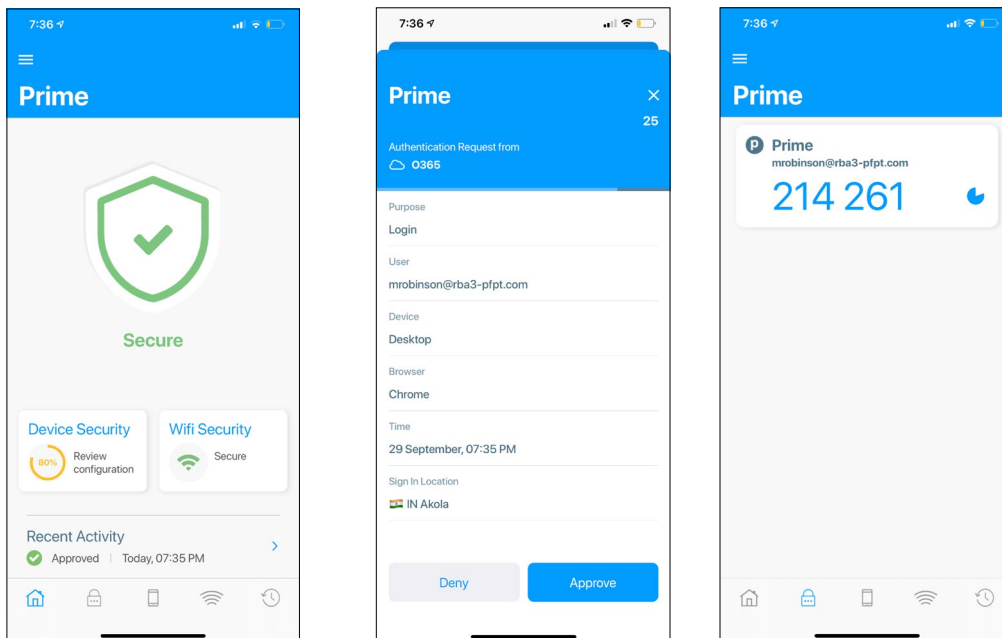 7:36
Prime
Secure
Device Security
80%
Review
configuration
Wifi Security
Secure
Recent Activity
Approved | Today, 07:35 PM
7:36
Prime
25
Authentication Request from
O365
Purpose
Login
User
mrobinson@rba3-pfpt.com
Device
Desktop
Browser
Chrome
Time
29 September, 07:35 PM
Sign In Location
IN Akola
Deny
Approve
7:36
Prime
P Prime
mrobinson@rba3-pfpt.com
214 261